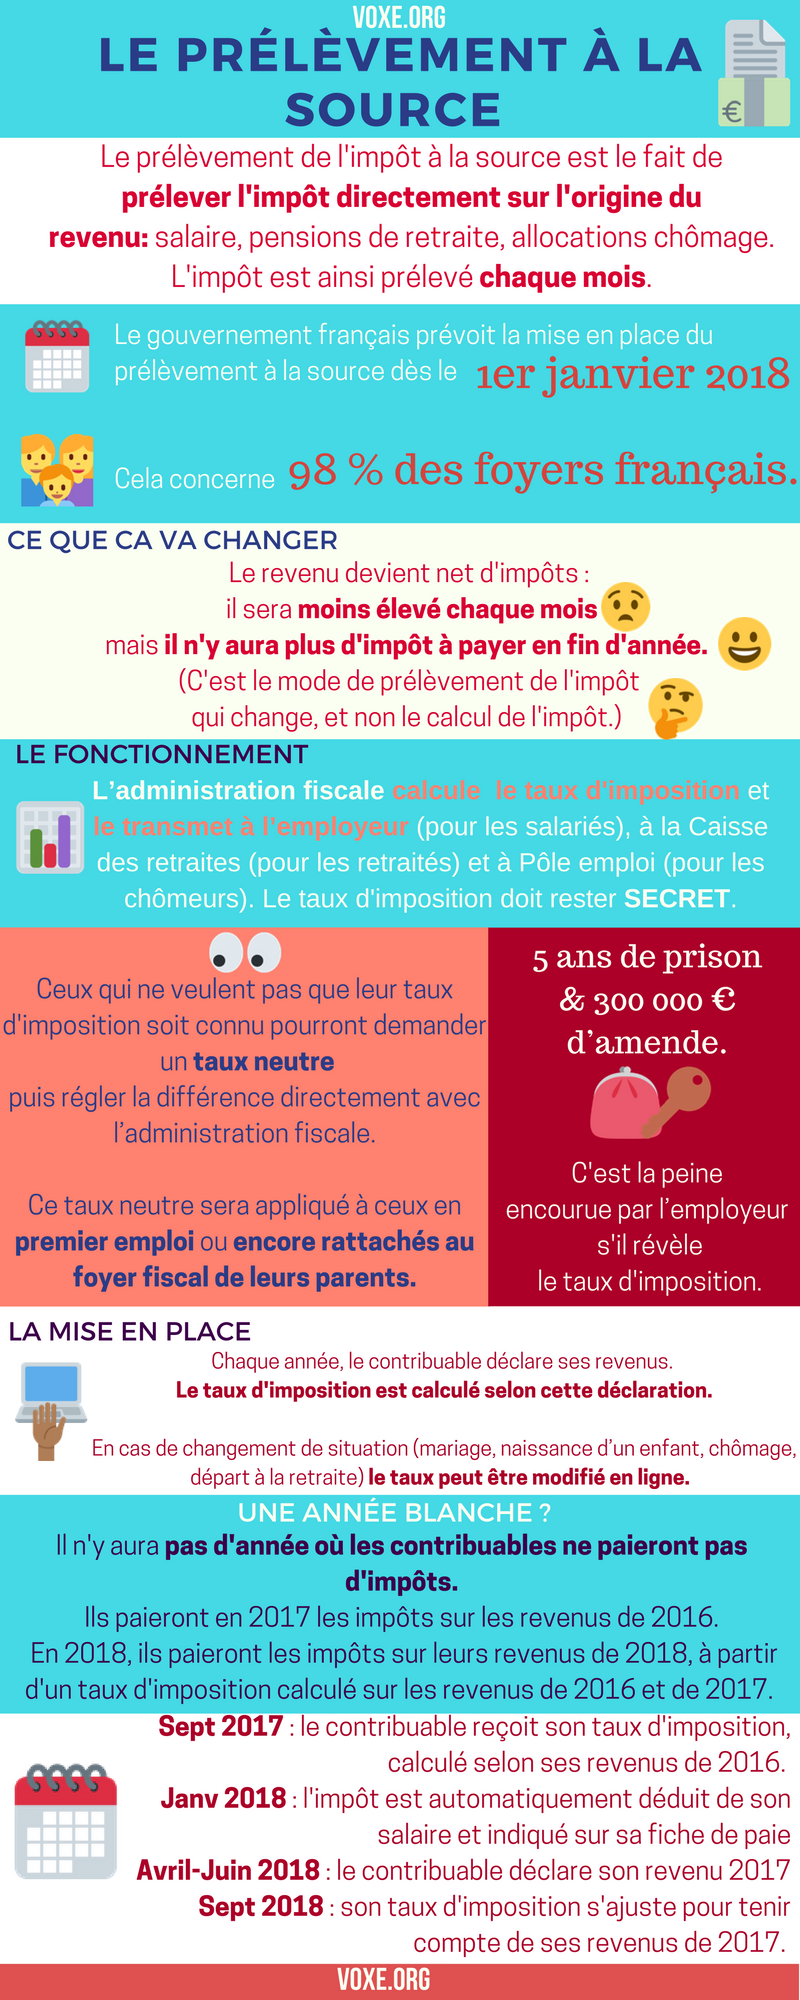 VOXE.ORG
LE PRÉLÈVEMENT À LA
SOURCE
€
Le prélèvement de l'impôt à la source est le fait de
prélever l'impôt directement sur l'origine du
revenu: salaire, pensions de retraite, allocations chômage.
L'impôt est ainsi prélevé chaque mois.
Le gouvernement français prévoit la mise en place du
prélèvement à la source dès le 1er janvier 2018
Cela concerne 98 % des foyers français.
CE QUE CA VA CHANGER
Le revenu devient net d'impôts :
il sera moins élevé chaque mois
mais il n'y aura plus d'impôt à payer en fin d'année.
(C'est le mode de prélèvement de l'impôt
qui change, et non le calcul de l'impôt.)
LE FONCTIONNEMENT
L’administration fiscale calcule le taux d'imposition et
le transmet à l'employeur (pour les salariés), à la Caisse
des retraites (pour les retraités) et à Pôle emploi (pour les
chômeurs). Le taux d'imposition doit rester SECRET.
Ceux qui ne veulent pas que leur taux
d'imposition soit connu pourront demander
un taux neutre
puis régler la différence directement avec
l’administration fiscale.
Ce taux neutre sera appliqué à ceux en
premier emploi ou encore rattachés au
foyer fiscal de leurs parents.
5 ans de prison
& 300 000 €
d’amende.
C'est la peine
encourue par l’employeur
s'il révèle
le taux d'imposition.
LA MISE EN PLACE
Chaque année, le contribuable déclare ses revenus.
Le taux d'imposition est calculé selon cette déclaration.
En cas de changement de situation (mariage, naissance d’un enfant, chômage,
départ à la retraite) le taux peut être modifié en ligne.
UNE ANNÉE BLANCHE ?
Il n'y aura pas d'année où les contribuables ne paieront pas
d'impôts.
Ils paieront en 2017 les impôts sur les revenus de 2016.
En 2018, ils paieront les impôts sur leurs revenus de 2018, à partir
d'un taux d'imposition calculé sur les revenus de 2016 et de 2017.
Sept 2017 : le contribuable reçoit son taux d'imposition,
calculé selon ses revenus de 2016.
Janv 2018 : l'impôt est automatiquement déduit de son
salaire et indiqué sur sa fiche de paie
Avril-Juin 2018 : le contribuable déclare son revenu 2017
Sept 2018 : son taux d'imposition s'ajuste pour tenir
compte de ses revenus de 2017.
VOXE.ORG